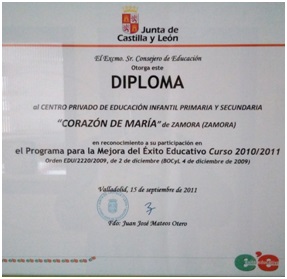 Junta de
Castilla y León
El Excmo. Sr. Consejero de Educación
Otorga este
DIPLOMA
al CENTRO PRIVADO DE EDUCACIÓN INFANTIL PRIMARIA Y SECUNDARIA
"CORAZÓN DE MARÍA" de ZAMORA (ZAMORA)
en reconocimiento a su participación en
el Programa para la Mejora del Éxito Educativo Curso 2010/2011
Orden EDU/2220/2009, de 2 de diciembre (BOCyL 4 de diciembre de 2009)
Valladolid, 15 de septiembre de 2011
Fdo: Juan José Mateos Otero